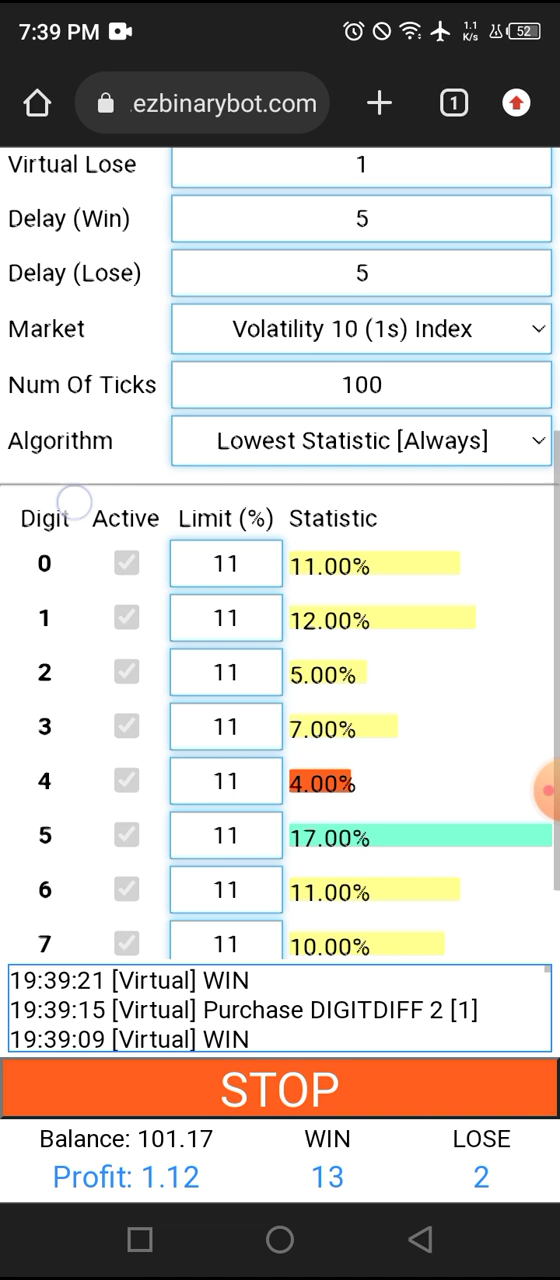 7:39 PM
1.1
K/s
52
.ezbinarybot.com
1
Virtual Lose 1
Delay (Win) 5
Delay (Lose) 5
Market Volatility 10 (1s) Index
Num Of Ticks 100
Algorithm Lowest Statistic [Always]
Digit Active Limit (%) Statistic
0 11 11.00%
1 11 12.00%
2 11 5.00%
3 11 7.00%
4 11 4.00%
5 11 17.00%
6 11 11.00%
7 11 10.00%
19:39:21 [Virtual] WIN
19:39:15 [Virtual] Purchase DIGITDIFF 2 [1]
19:39:09 [Virtual] WIN
STOP
Balance: 101.17 WIN LOSE
Profit: 1.12 13 2